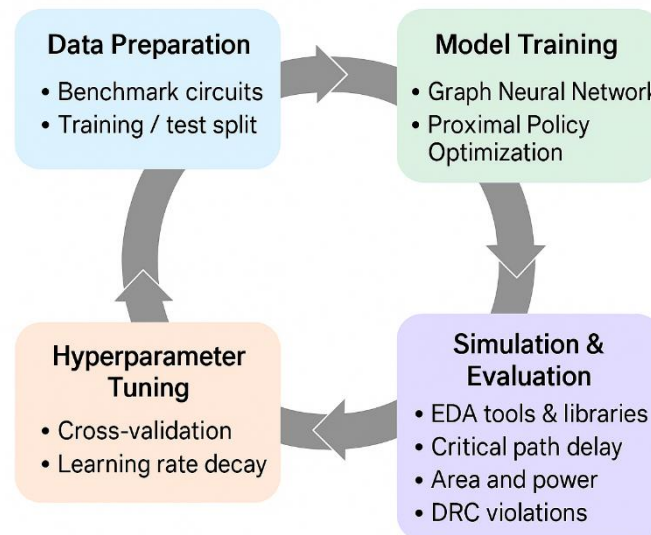 Data Preparation
• Benchmark circuits
• Training / test split
Model Training
• Graph Neural Network
• Proximal Policy
Optimization
Simulation &
Evaluation
• EDA tools & libraries
• Critical path delay
• Area and power
• DRC violations
Hyperparameter
Tuning
• Cross-validation
• Learning rate decay